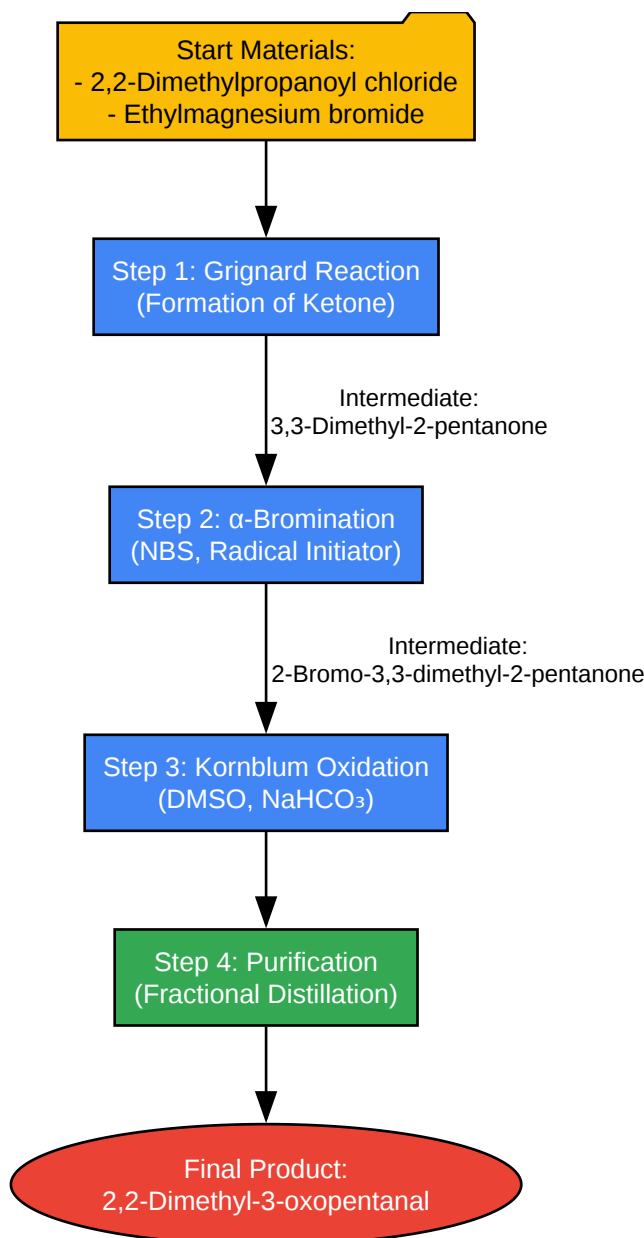 Start Materials:
- 2,2-Dimethylpropanoyl chloride
- Ethylmagnesium bromide
Step 1: Grignard Reaction
(Formation of Ketone)
Intermediate:
3,3-Dimethyl-2-pentanone
Step 2: α-Bromination
(NBS, Radical Initiator)
Intermediate:
2-Bromo-3,3-dimethyl-2-pentanone
Step 3: Kornblum Oxidation
(DMSO, NaHCO₃)
Step 4: Purification
(Fractional Distillation)
Final Product:
2,2-Dimethyl-3-oxopentanal